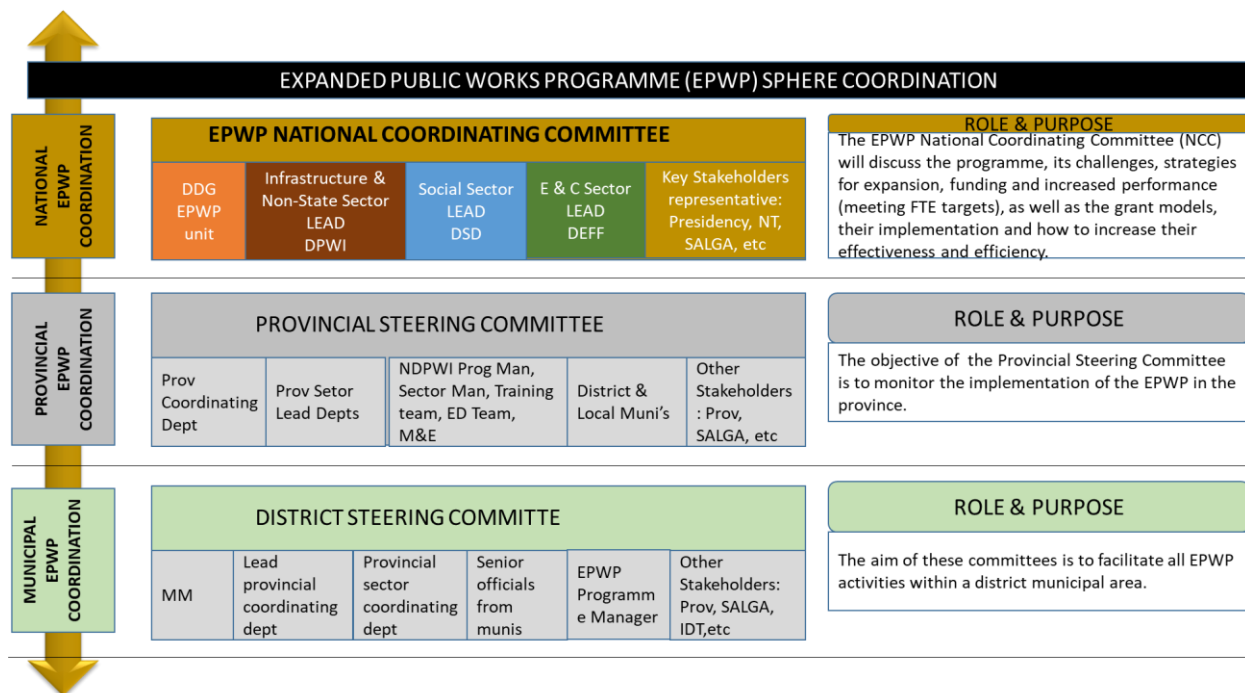 EXPANDED PUBLIC WORKS PROGRAMME (EPWP) SPHERE COORDINATION
NATIONAL
EPWP
COORDINATION
EPWP NATIONAL COORDINATING COMMITTEE
DDG
EPWP
unit
Infrastructure &
Non-State Sector
LEAD
DPWI
Social Sector
LEAD
DSD
E & C Sector
LEAD
DEFF
Key Stakeholders
representative:
Presidency, NT,
SALGA, etc
ROLE & PURPOSE
The EPWP National Coordinating Committee (NCC)
will discuss the programme, its challenges, strategies
for expansion, funding and increased performance
(meeting FTE targets), as well as the grant models,
their implementation and how to increase their
effectiveness and efficiency.
PROVINCIAL
EPWP
COORDINATION
PROVINCIAL STEERING COMMITTEE
Prov
Coordinating
Dept
Prov Setor
Lead Depts
NDPWI Prog Man,
Sector Man, Training
team, ED Team,
M&E
District &
Local Muni's
Other
Stakeholders
: Prov,
SALGA, etc
ROLE & PURPOSE
The objective of the Provincial Steering Committee
is to monitor the implementation of the EPWP in the
province.
MUNICIPAL
EPWP
COORDINATION
DISTRICT STEERING COMMITTE
MM
Lead
provincial
coordinating
dept
Provincial
sector
coordinating
dept
Senior
officials
from
munis
EPWP
Programm
e Manager
Other
Stakeholders:
Prov, SALGA,
IDT,etc
ROLE & PURPOSE
The aim of these committees is to facilitate all EPWP
activities within a district municipal area.